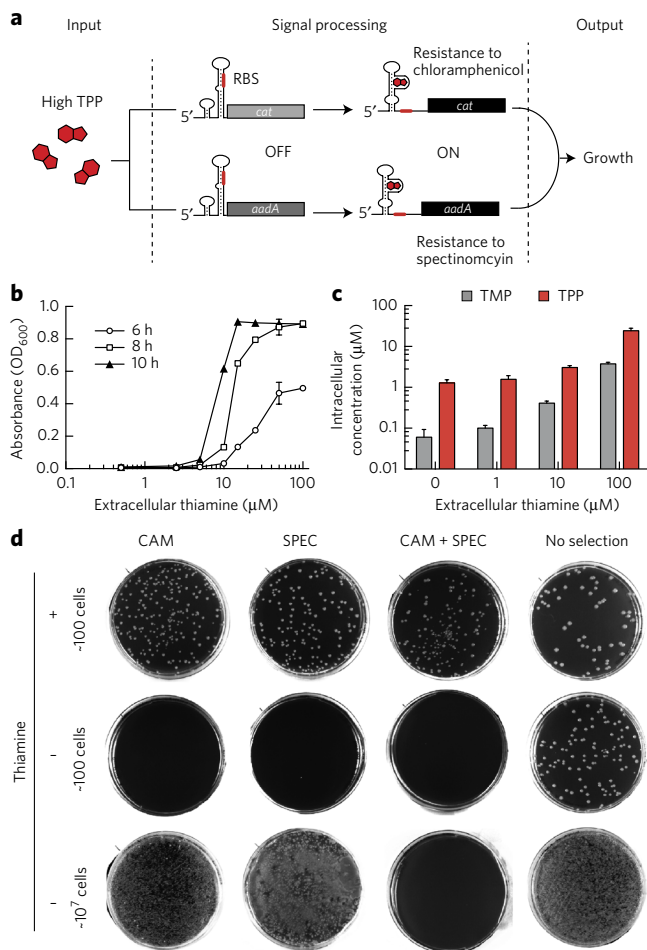 a
Input
Signal processing
Output
High TPP
RBS
Resistance to
chloramphenicol
5′
cat
5′
cat
OFF
ON
Growth
5′
aadA
5′
aadA
Resistance to
spectinomcyin
b
Absorbance (OD600)
1.0
0.8
0.6
0.4
0.2
0.0
6 h
8 h
10 h
0.1
1
10
100
Extracellular thiamine (μM)
c
TMP
TPP
Intracellular
concentration (μM)
100
10
1
0.1
0.01
0
1
10
100
Extracellular thiamine (μM)
d
CAM
SPEC
CAM + SPEC
No selection
Thiamine
+
~100 cells
–
~100 cells
–
~10⁷ cells